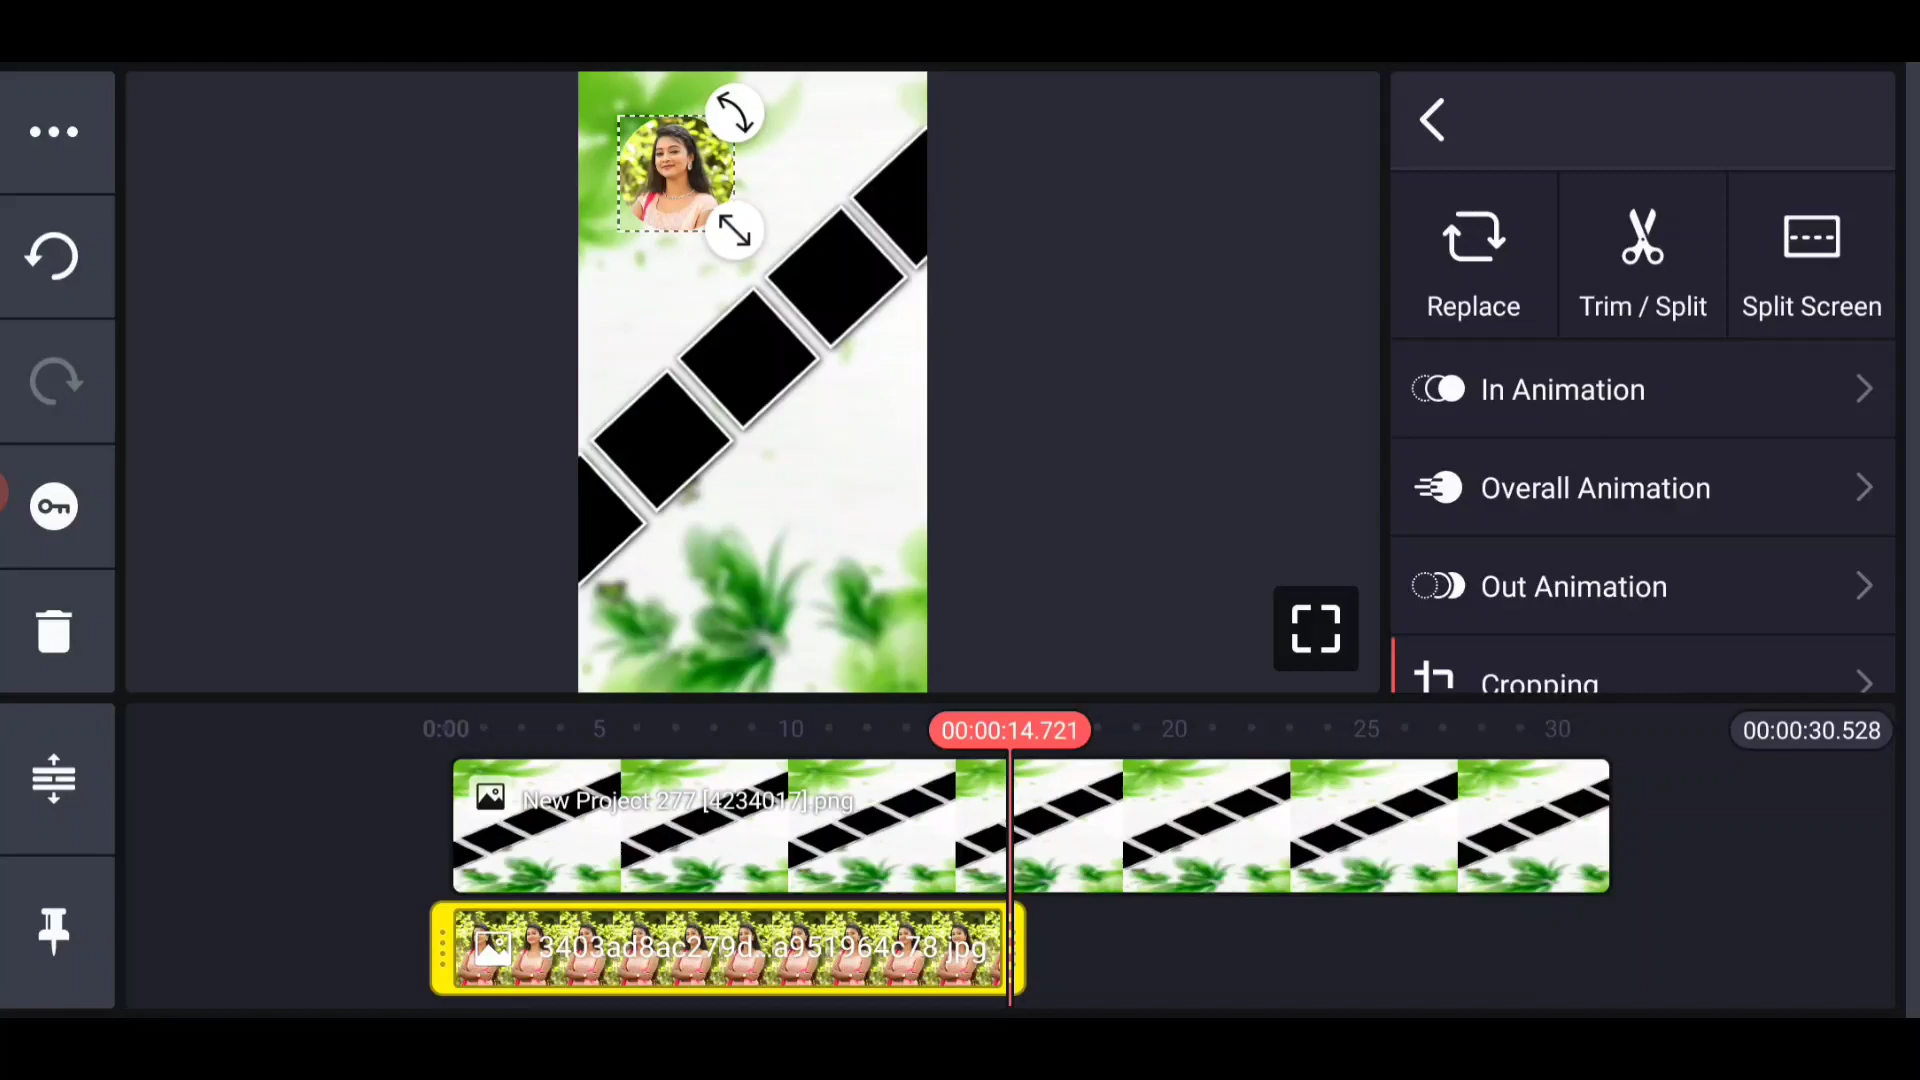 Replace
Trim / Split
Split Screen
In Animation
Overall Animation
Out Animation
Cropping
0:00
5
10
00:00:14.721
20
25
30
00:00:30.528
New Project 277 [4234017].png
3403ad8ac279d...a951964c78.jpg